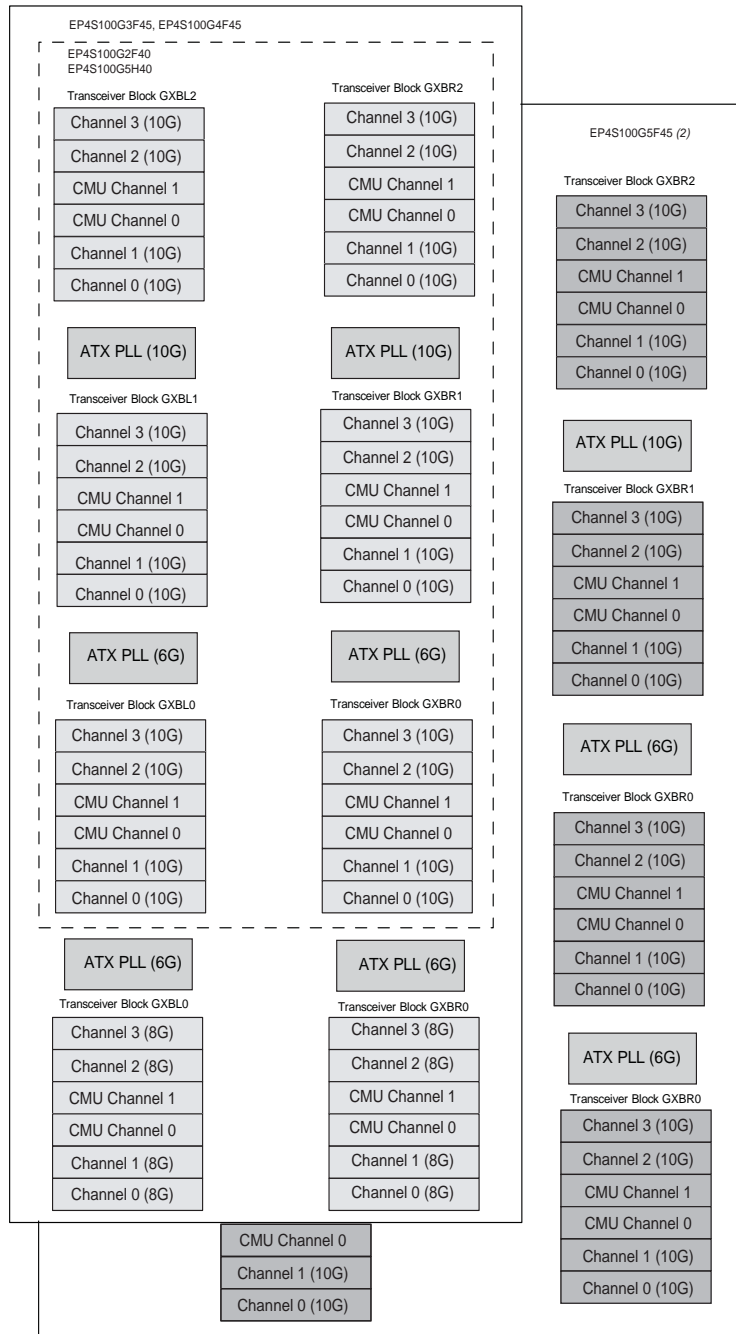 EP4S100G3F45, EP4S100G4F45
EP4S100G2F40
EP4S100G5H40
Transceiver Block GXBL2
Channel 3 (10G)
Channel 2 (10G)
CMU Channel 1
CMU Channel 0
Channel 1 (10G)
Channel 0 (10G)
ATX PLL (10G)
Transceiver Block GXBL1
Channel 3 (10G)
Channel 2 (10G)
CMU Channel 1
CMU Channel 0
Channel 1 (10G)
Channel 0 (10G)
ATX PLL (6G)
Transceiver Block GXBL0
Channel 3 (10G)
Channel 2 (10G)
CMU Channel 1
CMU Channel 0
Channel 1 (10G)
Channel 0 (10G)
ATX PLL (6G)
Transceiver Block GXBL0
Channel 3 (8G)
Channel 2 (8G)
CMU Channel 1
CMU Channel 0
Channel 1 (8G)
Channel 0 (8G)
Transceiver Block GXBR2
Channel 3 (10G)
Channel 2 (10G)
CMU Channel 1
CMU Channel 0
Channel 1 (10G)
Channel 0 (10G)
ATX PLL (10G)
Transceiver Block GXBR1
Channel 3 (10G)
Channel 2 (10G)
CMU Channel 1
CMU Channel 0
Channel 1 (10G)
Channel 0 (10G)
ATX PLL (6G)
Transceiver Block GXBR0
Channel 3 (10G)
Channel 2 (10G)
CMU Channel 1
CMU Channel 0
Channel 1 (10G)
Channel 0 (10G)
ATX PLL (6G)
Transceiver Block GXBR0
Channel 3 (8G)
Channel 2 (8G)
CMU Channel 1
CMU Channel 0
Channel 1 (8G)
Channel 0 (8G)
CMU Channel 0
Channel 1 (10G)
Channel 0 (10G)
EP4S100G5F45 (2)
Transceiver Block GXBR2
Channel 3 (10G)
Channel 2 (10G)
CMU Channel 1
CMU Channel 0
Channel 1 (10G)
Channel 0 (10G)
ATX PLL (10G)
Transceiver Block GXBR1
Channel 3 (10G)
Channel 2 (10G)
CMU Channel 1
CMU Channel 0
Channel 1 (10G)
Channel 0 (10G)
ATX PLL (6G)
Transceiver Block GXBR0
Channel 3 (10G)
Channel 2 (10G)
CMU Channel 1
CMU Channel 0
Channel 1 (10G)
Channel 0 (10G)
ATX PLL (6G)
Transceiver Block GXBR0
Channel 3 (10G)
Channel 2 (10G)
CMU Channel 1
CMU Channel 0
Channel 1 (10G)
Channel 0 (10G)